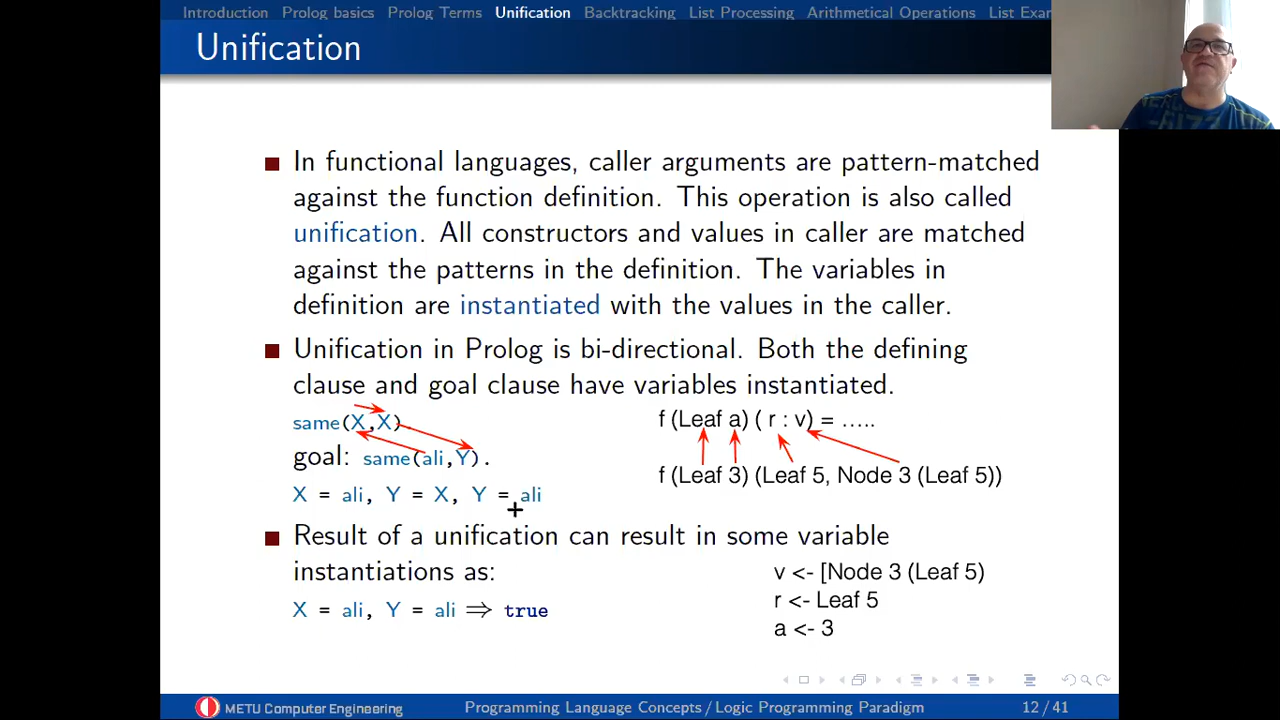 Introduction Prolog basics Prolog Terms Unification Backtracking List Processing Arithmetical Operations List Exa
Unification
In functional languages, caller arguments are pattern-matched
against the function definition. This operation is also called
unification. All constructors and values in caller are matched
against the patterns in the definition. The variables in
definition are instantiated with the values in the caller.
Unification in Prolog is bi-directional. Both the defining
clause and goal clause have variables instantiated.
same(X,X).
f (Leaf a) ( r : v) = .....
goal: same(ali,Y).
f (Leaf 3) (Leaf 5, Node 3 (Leaf 5))
X = ali, Y = X, Y = ali
Result of a unification can result in some variable
instantiations as:
v <- [Node 3 (Leaf 5)
r <- Leaf 5
X = ali, Y = ali ⇒ true
a <- 3
METU Computer Engineering Programming Language Concepts / Logic Programming Paradigm 12 / 41